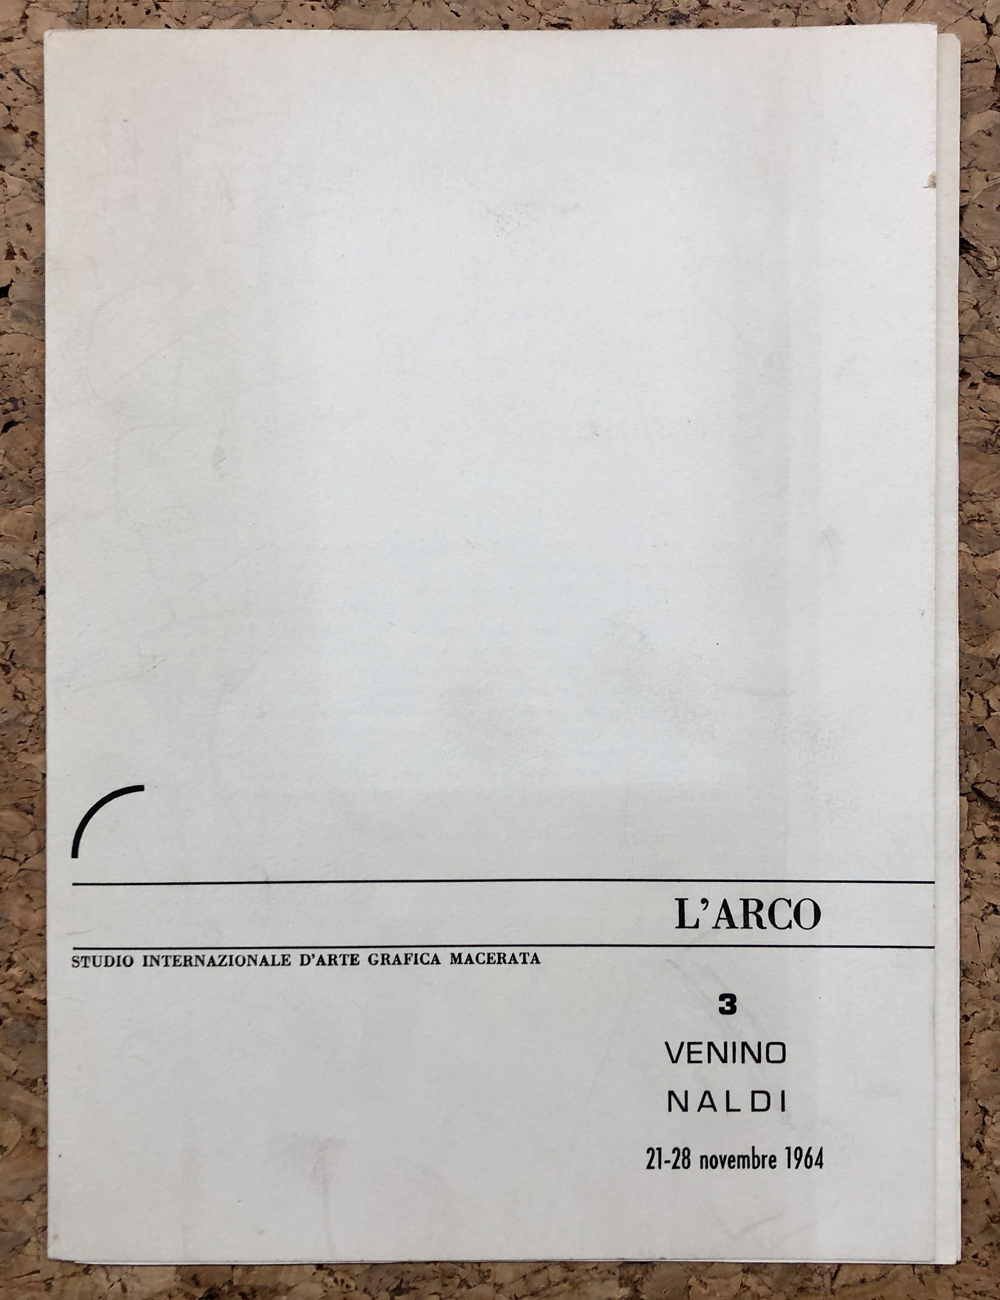 L'ARCO
STUDIO INTERNAZIONALE D'ARTE GRAFICA MACERATA
3
VENINO
NALDI
21-28 novembre 1964